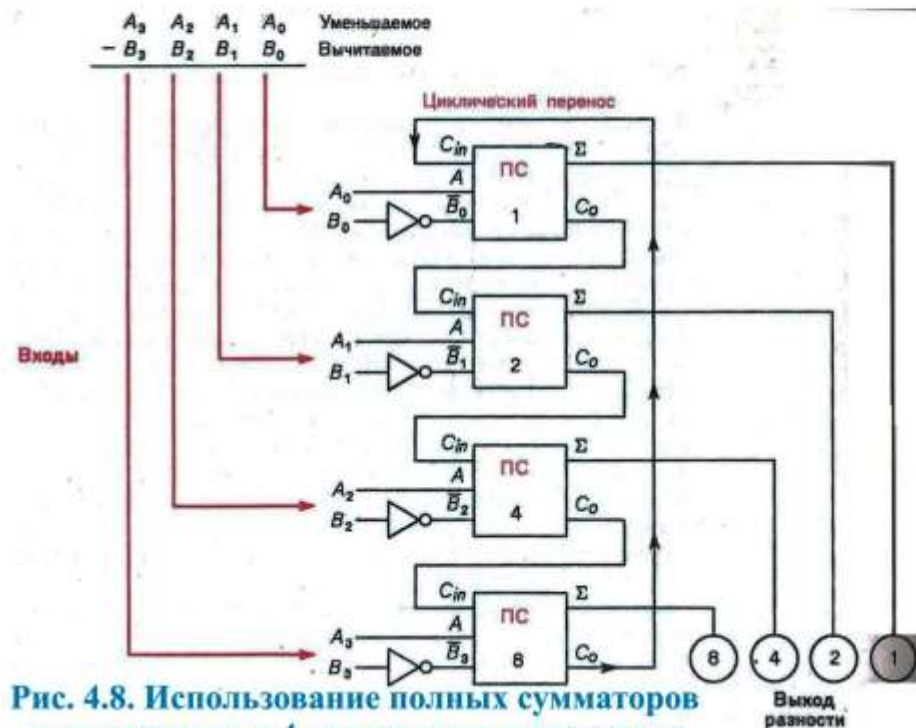 A₃ A₂ A₁ A₀ Уменьшаемое
– B₃ B₂ B₁ B₀ Вычитаемое
Циклический перенос
Cin ПС Σ
A₀ A
B₀ B̅₀ 1 Co
Cin ПС Σ
Входы
A₁ A
B₁ B̅₁ 2 Co
Cin ПС Σ
A₂ A
B₂ B̅₂ 4 Co
Cin ПС Σ
A₃ A
B₃ B̅₃ 8 Co
8 4 2 1
Рис. 4.8. Использование полных сумматоров
Выход
разности